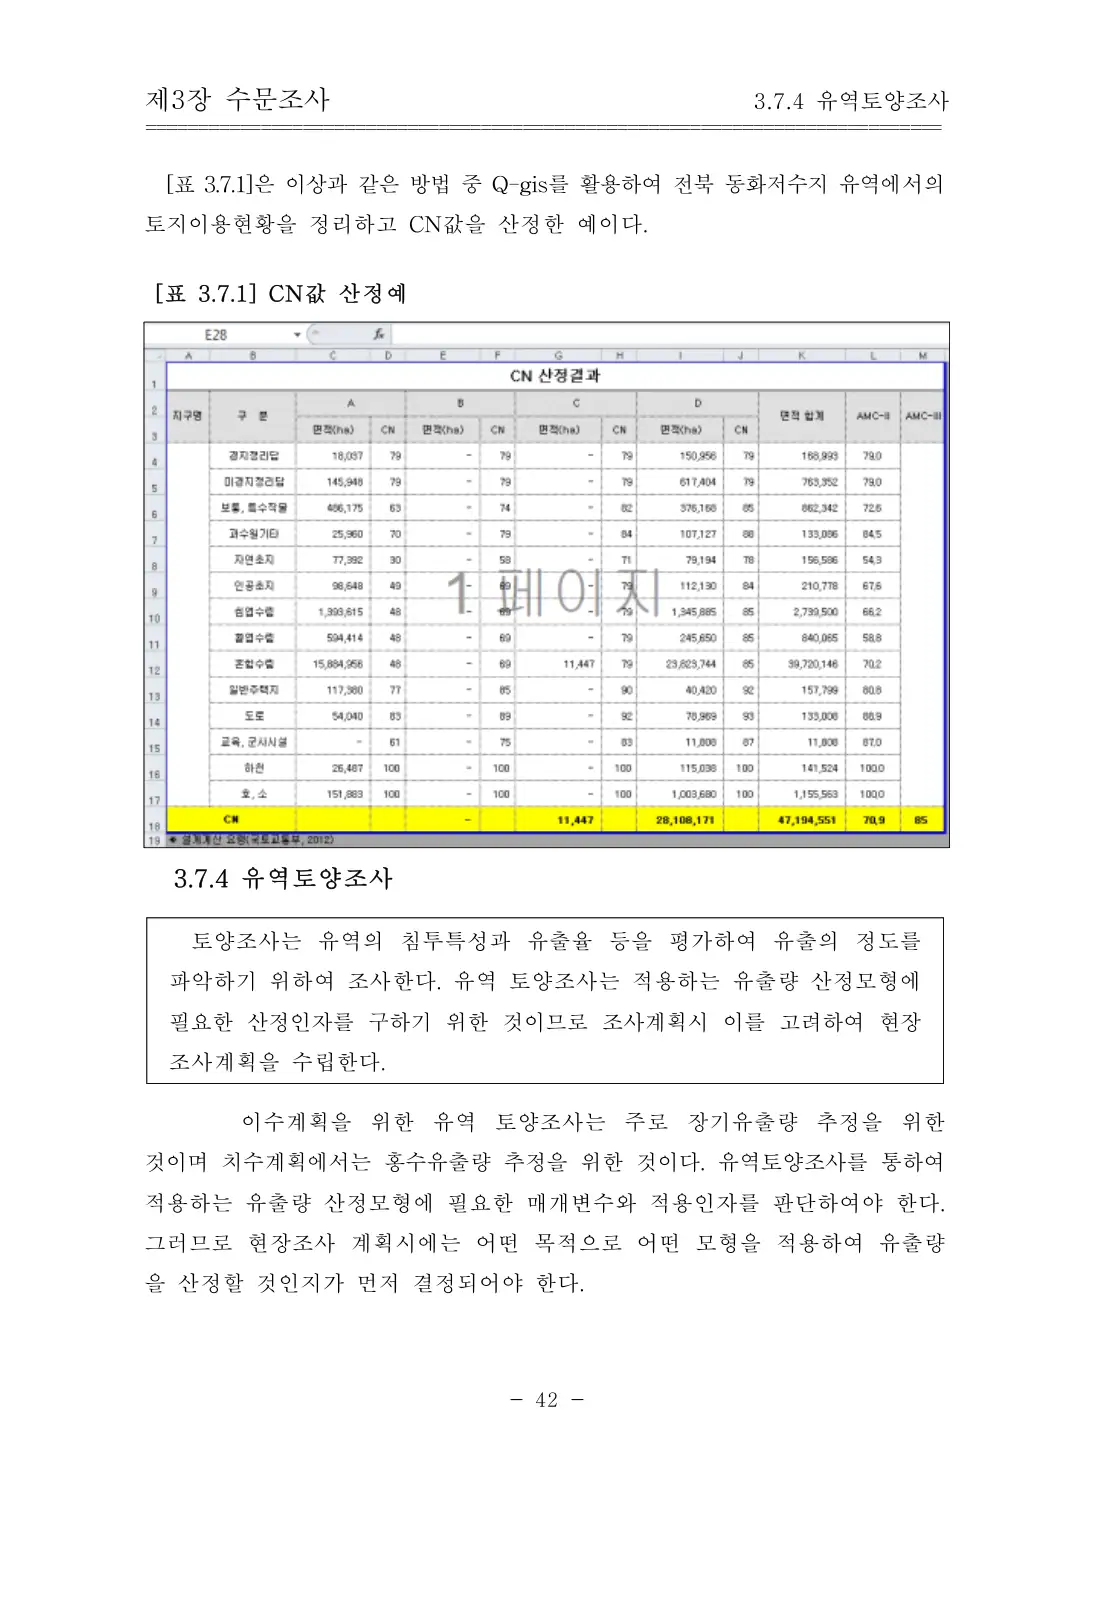 제3장 수문조사 3.7.4 유역토양조사
[표 3.7.1]은 이상과 같은 방법 중 Q-gis를 활용하여 전북 동화저수지 유역에서의
토지이용현황을 정리하고 CN값을 산정한 예이다.
[표 3.7.1] CN값 산정예
E28 fx
A B C D E F G H I J K L M
1 CN 산정결과
2 지구명 구 분 A B C D 면적 합계 AMC-II AMC-III
3 면적(ha) CN 면적(ha) CN 면적(ha) CN 면적(ha) CN
4 경지정리답 18,037 79 - 79 - 79 150,956 79 168,993 79.0
5 미경지정리답 145,948 79 - 79 - 79 617,404 79 763,352 79.0
6 보통, 특수작물 486,175 63 - 74 - 82 376,168 85 862,342 72.6
7 과수원기타 25,960 70 - 79 - 84 107,127 88 133,086 84.5
8 자연초지 77,392 30 - 58 - 71 79,194 78 156,586 54.3
9 인공초지 98,648 49 - 69 - 79 112,130 84 210,778 67.6
10 침엽수림 1,393,615 48 - 69 - 79 1,345,885 85 2,739,500 66.2
11 활엽수림 594,414 48 - 69 - 79 245,650 85 840,065 58.8
12 혼합수림 15,884,956 48 - 69 11,447 79 23,823,744 85 39,720,146 70.2
13 일반주택지 117,380 77 - 85 - 90 40,420 92 157,799 80.8
14 도로 54,040 83 - 89 - 92 78,969 93 133,008 88.9
15 교육, 군사시설 - 61 - 75 - 83 11,808 87 11,808 87.0
16 하천 26,487 100 - 100 - 100 115,038 100 141,524 100.0
17 호, 소 151,883 100 - 100 - 100 1,003,680 100 1,155,563 100.0
18 CN - 11,447 28,108,171 47,194,551 70.9 85
19 ※ 설계계산 요령(국토교통부, 2012)
1 페이지
3.7.4 유역토양조사
토양조사는 유역의 침투특성과 유출율 등을 평가하여 유출의 정도를
파악하기 위하여 조사한다. 유역 토양조사는 적용하는 유출량 산정모형에
필요한 산정인자를 구하기 위한 것이므로 조사계획시 이를 고려하여 현장
조사계획을 수립한다.
이수계획을 위한 유역 토양조사는 주로 장기유출량 추정을 위한
것이며 치수계획에서는 홍수유출량 추정을 위한 것이다. 유역토양조사를 통하여
적용하는 유출량 산정모형에 필요한 매개변수와 적용인자를 판단하여야 한다.
그러므로 현장조사 계획시에는 어떤 목적으로 어떤 모형을 적용하여 유출량
을 산정할 것인지가 먼저 결정되어야 한다.
- 42 -